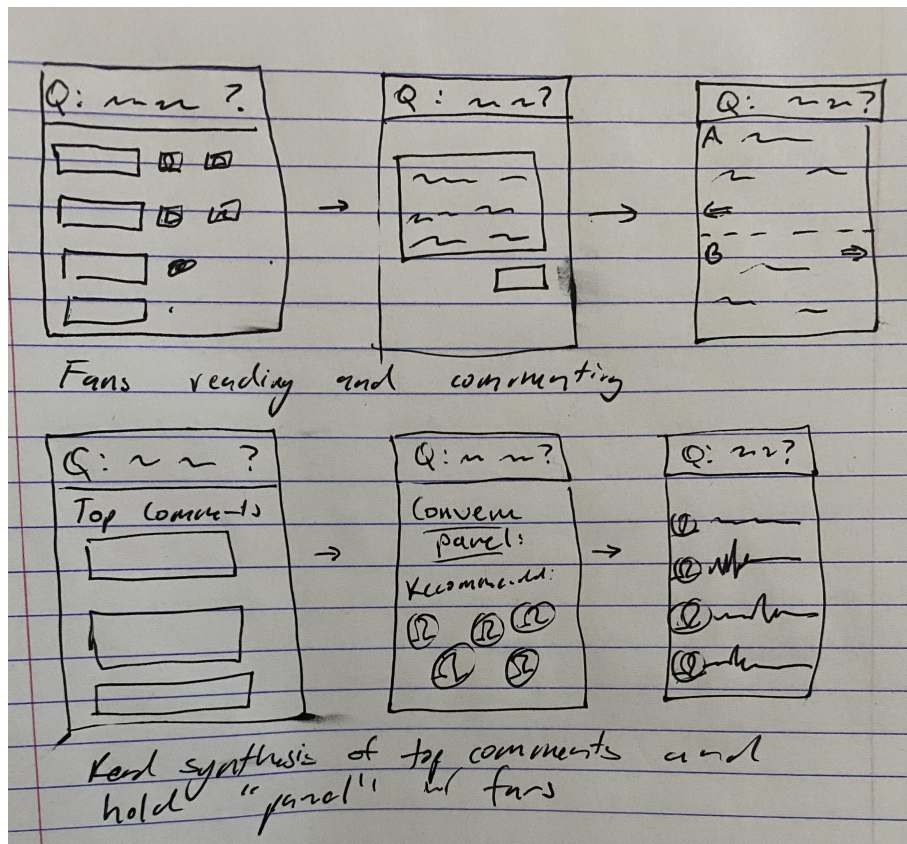 Q: ?
Q: ?
Q: ?
A
B
Fans reading and commenting
Q: ?
Top Comments
Q: ?
Convene
panel:
Recommended:
Q: ?
Read synthesis of top comments and
hold "panel" w/ fans